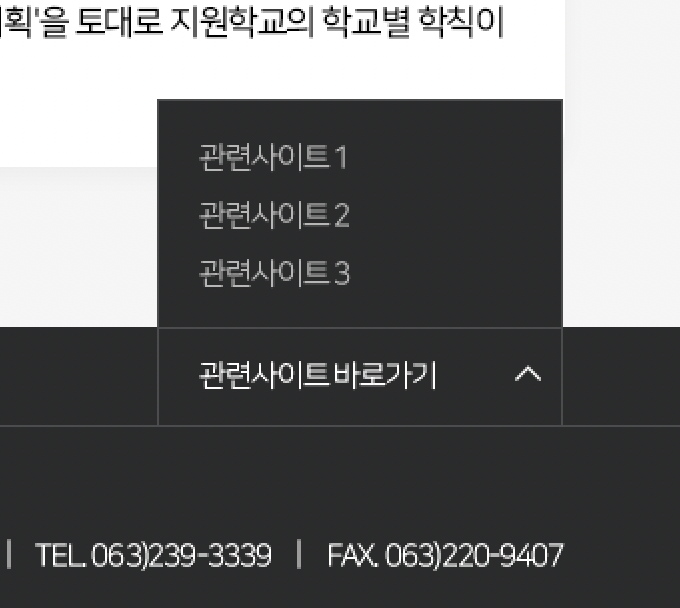 획'을 토대로 지원학교의 학교별 학칙이
관련사이트 1
관련사이트 2
관련사이트 3
관련사이트 바로가기
| TEL. 063)239-3339 | FAX. 063)220-9407